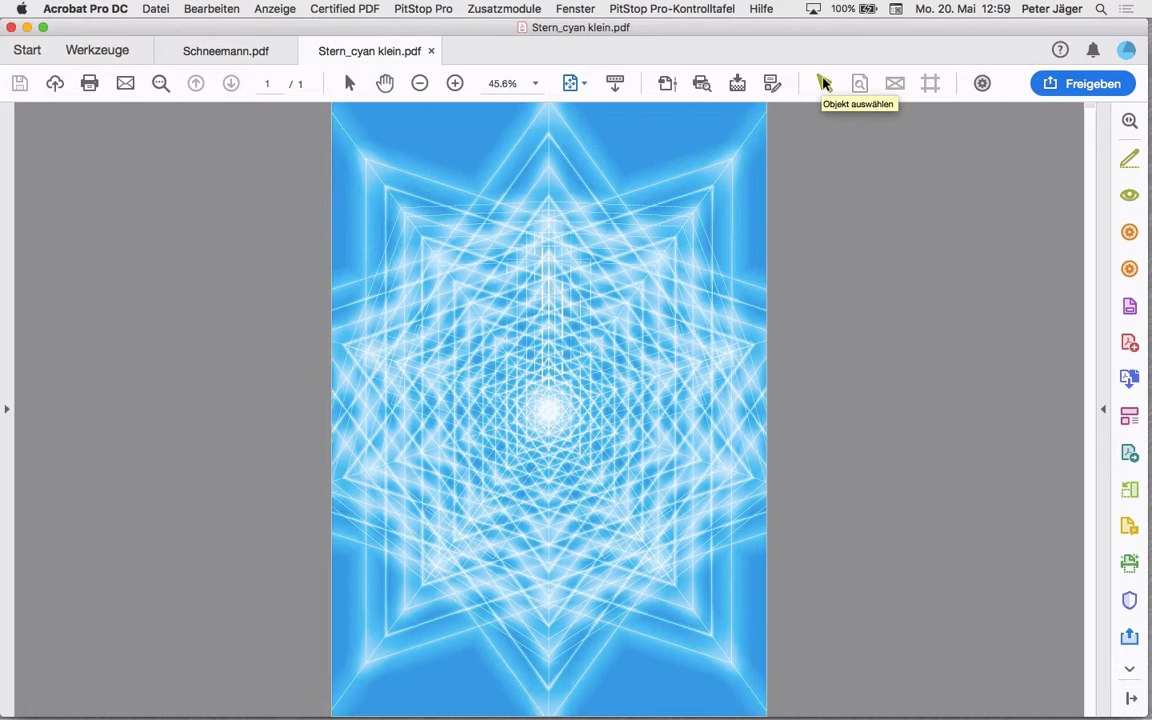 Acrobat Pro DC Datei Bearbeiten Anzeige Certified PDF PitStop Pro Zusatzmodule Fenster PitStop Pro-Kontrolltafel Hilfe 100% Mo. 20. Mai 12:59 Peter Jäger
Stern_cyan klein.pdf
Start Werkzeuge Schneemann.pdf Stern_cyan klein.pdf ×
1 / 1 45.6% Freigeben
Objekt auswählen